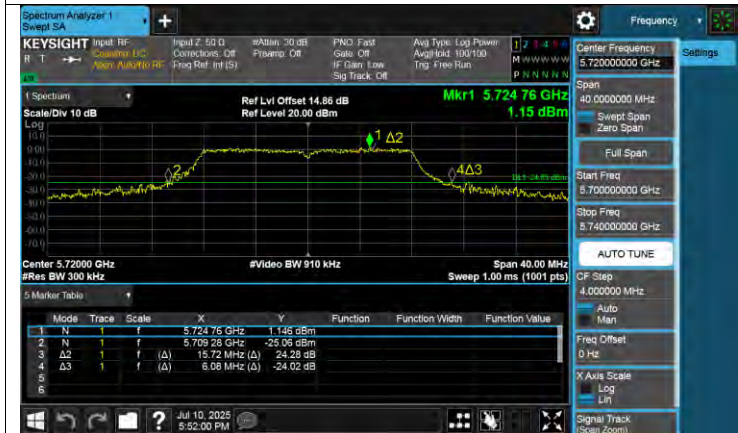 Spectrum Analyzer 1
Swept SA
Frequency
KEYSIGHT Input: RF
R T
Coupling: DC
Align: Auto/No RF
Input Z: 50 Ω
Corrections: Off
Freq Ref: Int (S)
#Atten: 30 dB
Preamp: Off
PNO: Fast
Gate: Off
IF Gain: Low
Sig Track: Off
Avg Type: Log-Power
Avg|Hold: 100/100
Trig: Free Run
1 2 3 4 5 6
M W W W W W
P N N N N N
1 Spectrum
Scale/Div 10 dB
Ref Lvl Offset 14.86 dB
Ref Level 20.00 dBm
Mkr1 5.724 76 GHz
1.15 dBm
Log
10.0
0.00
-10.0
-20.0
-30.0
-40.0
-50.0
-60.0
-70.0
1 Δ2
2
4Δ3
DL1 -24.85 dBm
Center 5.72000 GHz
#Res BW 300 kHz
#Video BW 910 kHz
Span 40.00 MHz
Sweep 1.00 ms (1001 pts)
5 Marker Table
Mode Trace Scale X Y Function Function Width Function Value
1 N 1 f 5.724 76 GHz 1.146 dBm
2 N 1 f 5.709 28 GHz -25.06 dBm
3 Δ2 1 f (Δ) 15.72 MHz (Δ) 24.28 dB
4 Δ3 1 f (Δ) 6.08 MHz (Δ) -24.02 dB
5
6
Jul 10, 2025
5:52:00 PM
?
Center Frequency
5.720000000 GHz
Settings
Span
40.0000000 MHz
Swept Span
Zero Span
Full Span
Start Freq
5.700000000 GHz
Stop Freq
5.740000000 GHz
AUTO TUNE
CF Step
4.000000 MHz
Auto
Man
Freq Offset
0 Hz
X Axis Scale
Log
Lin
Signal Track
(Span Zoom)